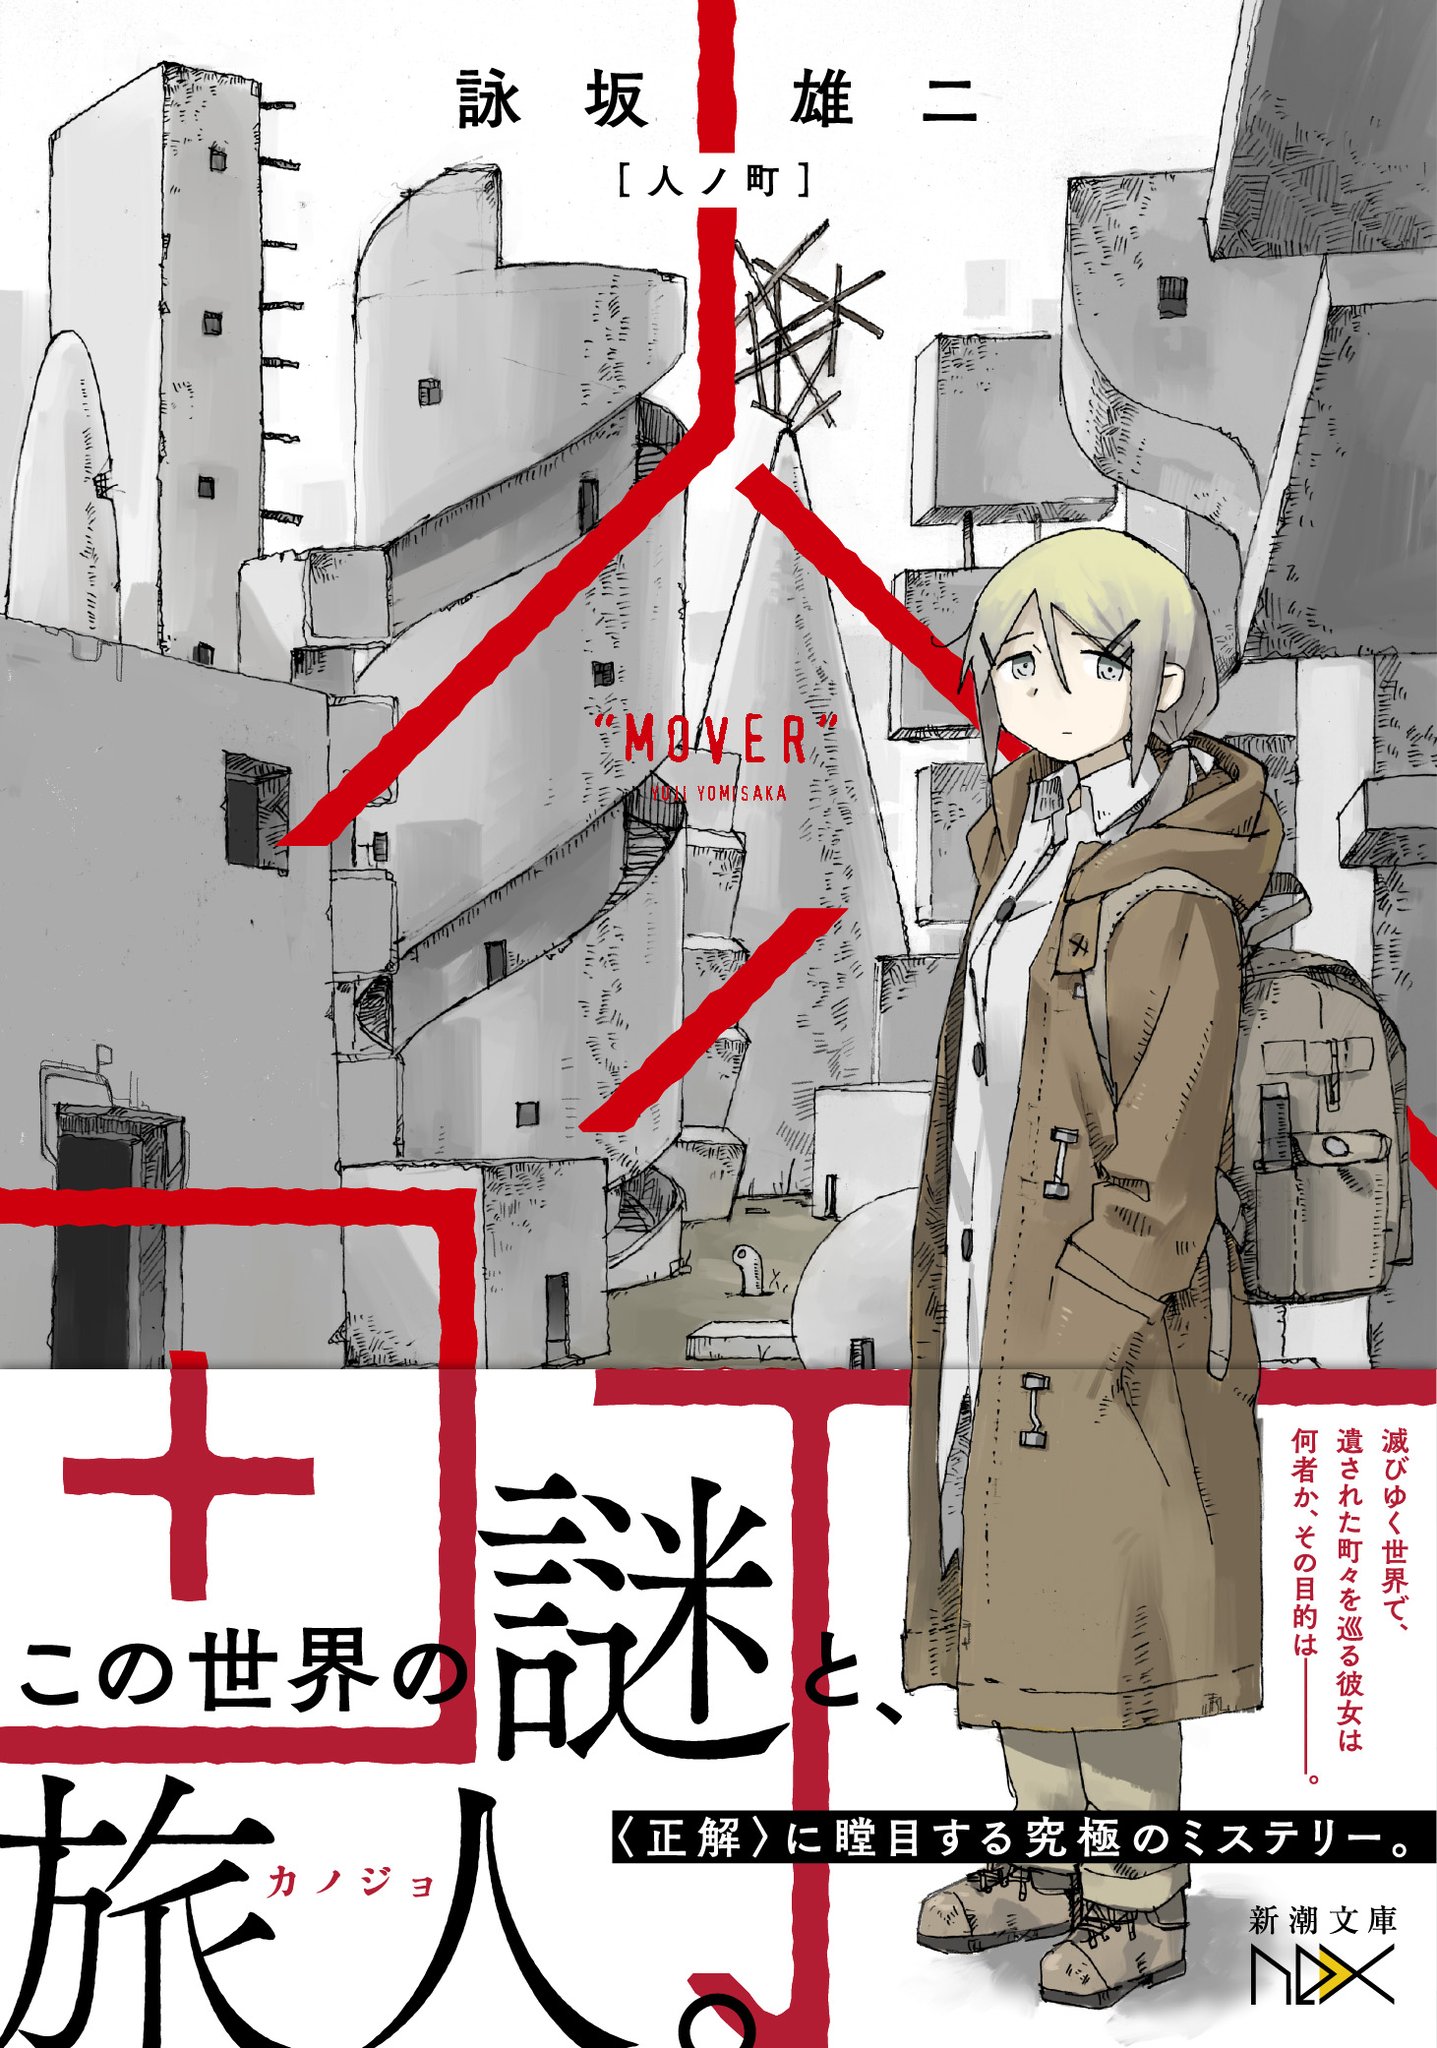 詠坂 雄二
[人ノ町]
"MOVER"
YUJI YOMISAKA
人ノ町
滅びゆく世界で、
遺された町々を巡る彼女は
何者か、その目的は――。
この世界の謎と、
旅人。
カノジョ
〈正解〉に瞠目する究極のミステリー。
新潮文庫
nex